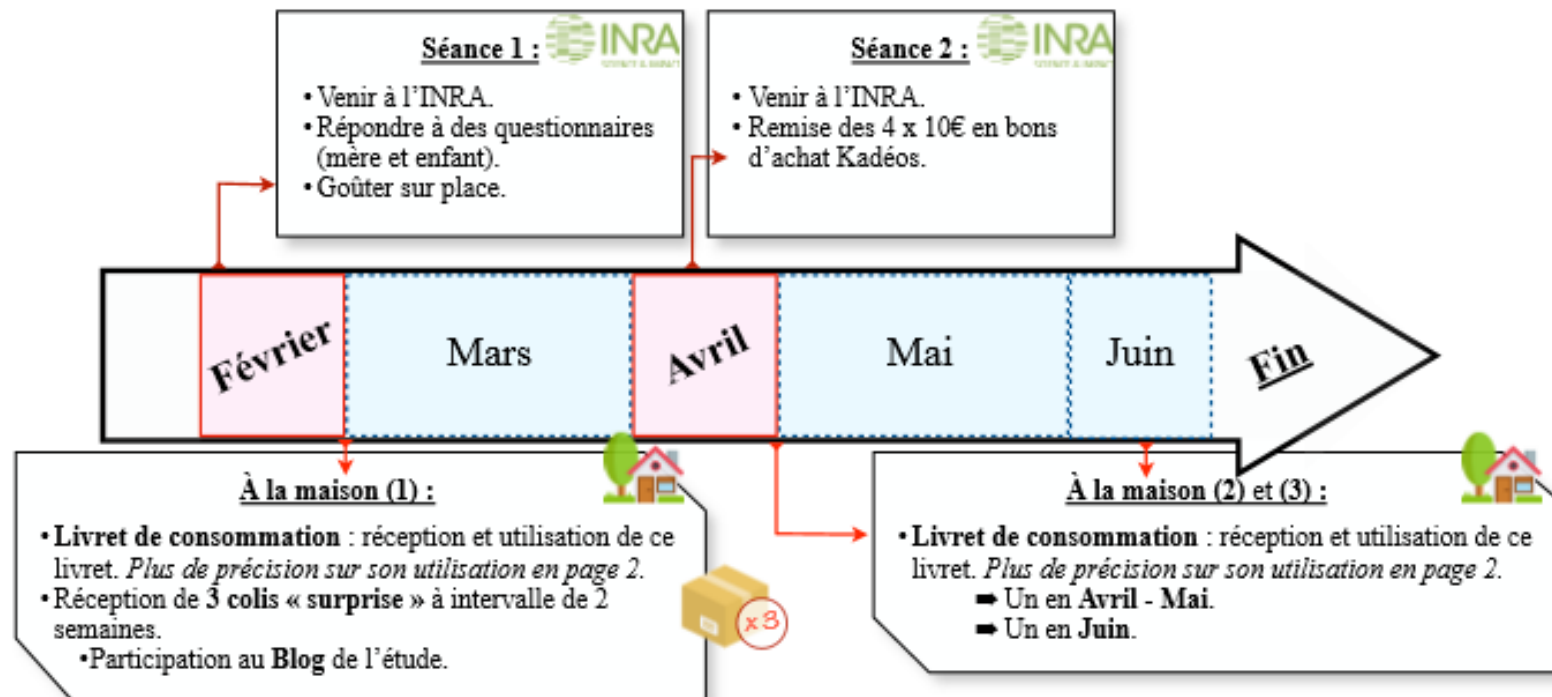 Séance 1 :
INRA
SCIENCE & IMPACT
• Venir à l’INRA.
• Répondre à des questionnaires
(mère et enfant).
• Goûter sur place.
Séance 2 :
INRA
SCIENCE & IMPACT
• Venir à l’INRA.
• Remise des 4 x 10€ en bons
d’achat Kadéos.
Février
Mars
Avril
Mai
Juin
Fin
À la maison (1) :
• Livret de consommation : réception et utilisation de ce
livret. Plus de précision sur son utilisation en page 2.
• Réception de 3 colis « surprise » à intervalle de 2
semaines.
• Participation au Blog de l’étude.
x3
À la maison (2) et (3) :
• Livret de consommation : réception et utilisation de ce
livret. Plus de précision sur son utilisation en page 2.
➡ Un en Avril - Mai.
➡ Un en Juin.